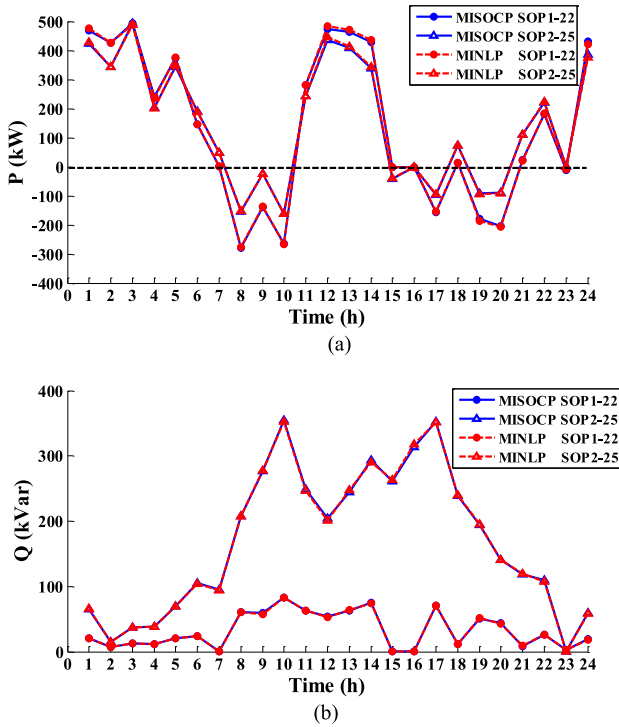 P (kW)
500
400
300
200
100
0
-100
-200
-300
-400
MISOCP SOP1-22
MISOCP SOP2-25
MINLP SOP1-22
MINLP SOP2-25
0 1 2 3 4 5 6 7 8 9 10 11 12 13 14 15 16 17 18 19 20 21 22 23 24
Time (h)
(a)
Q (kVar)
400
300
200
100
0
MISOCP SOP1-22
MISOCP SOP2-25
MINLP SOP1-22
MINLP SOP2-25
0 1 2 3 4 5 6 7 8 9 10 11 12 13 14 15 16 17 18 19 20 21 22 23 24
Time (h)
(b)